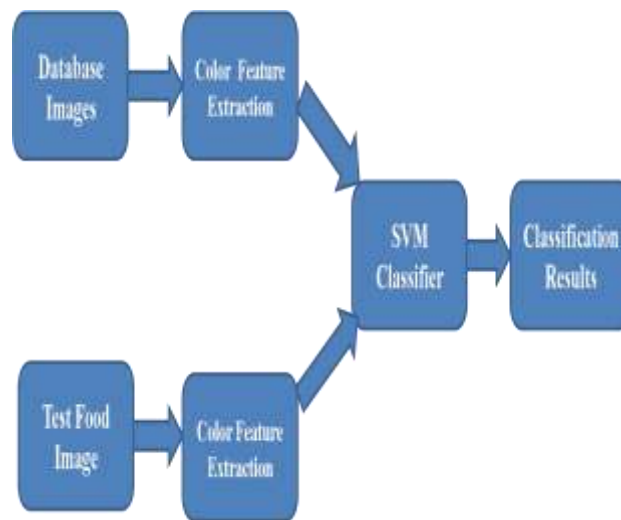 Database
Images
Color Feature
Extraction
SVM
Classifier
Classification
Results
Test Food
Image
Color Feature
Extraction